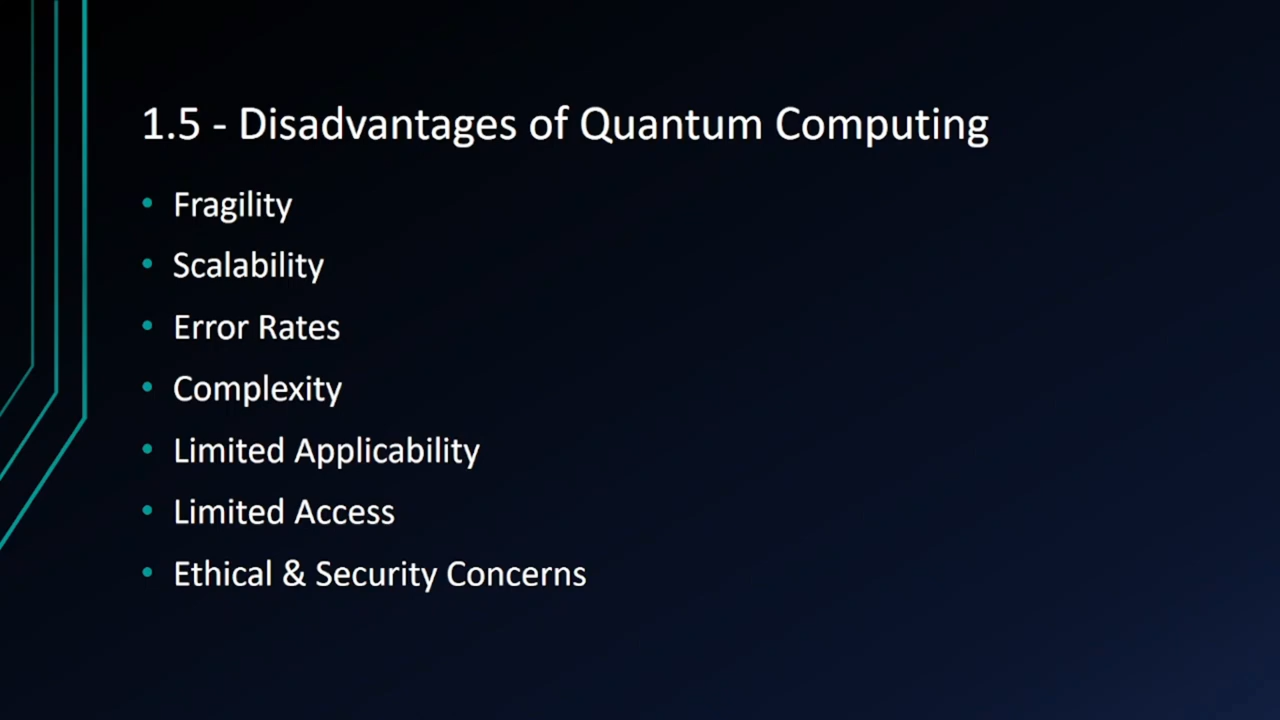 1.5 - Disadvantages of Quantum Computing
• Fragility
• Scalability
• Error Rates
• Complexity
• Limited Applicability
• Limited Access
• Ethical & Security Concerns